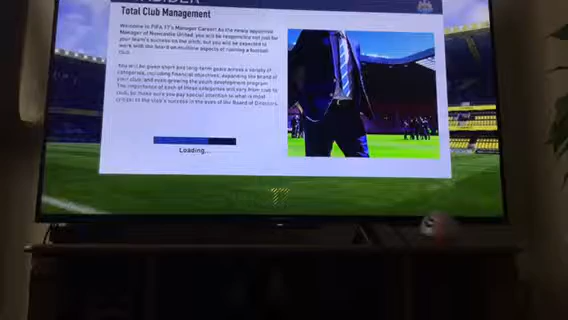 INSIDER
Total Club Management
Welcome to FIFA 17's Manager Career! As the newly appointed
Manager of Newcastle United, you will be responsible not just for
your team's success on the pitch, but you will be expected to
work with the board on multiple aspects of running a football
club.
You will be given short and long-term goals across a variety of
categories, including financial objectives, expanding the brand of
your club, and even growing the youth development program.
The importance of each of these categories will vary from club to
club, so make sure you pay special attention to what is most
critical to the club's success in the eyes of the Board of Directors.
Loading...
17